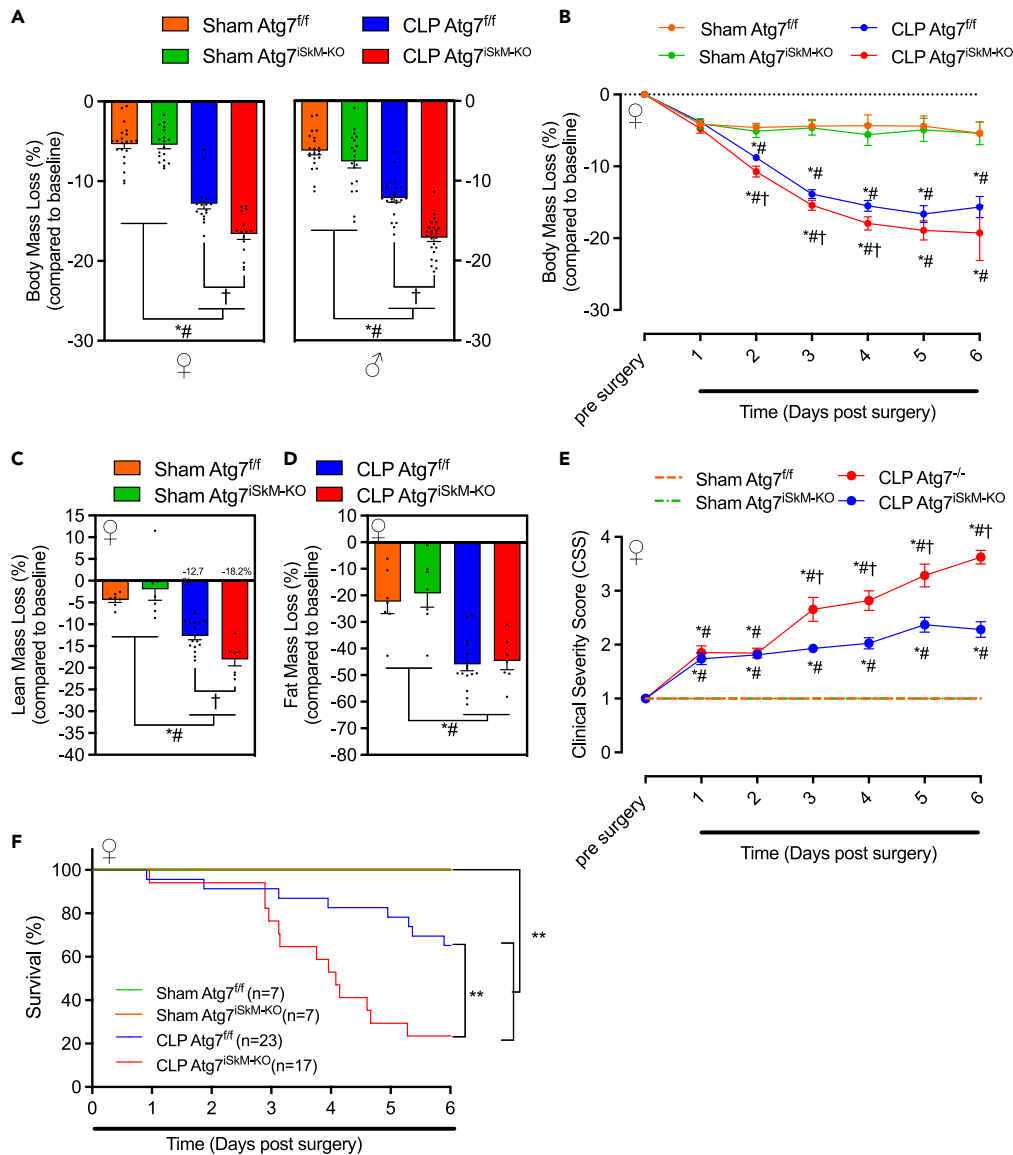 A
Sham Atg7f/f
CLP Atg7f/f
Sham Atg7iSkM-KO
CLP Atg7iSkM-KO
Body Mass Loss (%)
(compared to baseline)
0
-10
-20
-30
†
*#
♀
0
-10
-20
-30
†
*#
♂
B
Sham Atg7f/f
CLP Atg7f/f
Sham Atg7iSkM-KO
CLP Atg7iSkM-KO
♀
Body Mass Loss (%)
(compared to baseline)
0
-10
-20
-30
*#
*#
*#
*#
*#
*#†
*#†
*#†
*#
*#
pre surgery
1
2
3
4
5
6
Time (Days post surgery)
C
Sham Atg7f/f
Sham Atg7iSkM-KO
♀
Lean Mass Loss (%)
(compared to baseline)
15
10
5
0
-5
-10
-15
-20
-25
-30
-35
-40
-12.7
-18.2%
†
*#
D
CLP Atg7f/f
CLP Atg7iSkM-KO
♀
Fat Mass Loss (%)
(compared to baseline)
10
0
-10
-20
-30
-40
-50
-60
-70
-80
*#
E
Sham Atg7f/f
CLP Atg7-/-
Sham Atg7iSkM-KO
CLP Atg7iSkM-KO
♀
Clinical Severity Score (CSS)
4
3
2
1
0
*#
*#
*#†
*#†
*#†
*#†
*#
*#
*#
*#
*#
*#
pre surgery
1
2
3
4
5
6
Time (Days post surgery)
F
♀
Survival (%)
100
80
60
40
20
0
Sham Atg7f/f (n=7)
Sham Atg7iSkM-KO (n=7)
CLP Atg7f/f (n=23)
CLP Atg7iSkM-KO (n=17)
**
**
0
1
2
3
4
5
6
Time (Days post surgery)